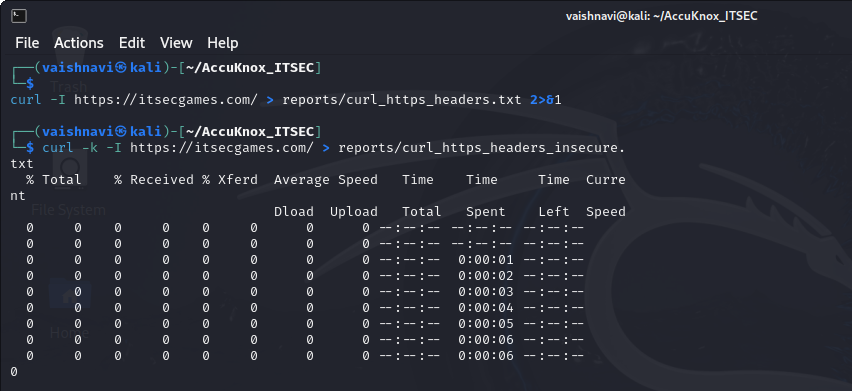 vaishnavi@kali: ~/AccuKnox_ITSEC
File Actions Edit View Help
┌──(vaishnavi㉿kali)-[~/AccuKnox_ITSEC]
└─$
curl -I https://itsecgames.com/ > reports/curl_https_headers.txt 2>&1
┌──(vaishnavi㉿kali)-[~/AccuKnox_ITSEC]
└─$ curl -k -I https://itsecgames.com/ > reports/curl_https_headers_insecure.
txt
% Total % Received % Xferd Average Speed Time Time Time Curre
nt
Dload Upload Total Spent Left Speed
0 0 0 0 0 0 0 0 --:--:-- --:--:-- --:--:--
0 0 0 0 0 0 0 0 --:--:-- --:--:-- --:--:--
0 0 0 0 0 0 0 0 --:--:-- 0:00:01 --:--:--
0 0 0 0 0 0 0 0 --:--:-- 0:00:02 --:--:--
0 0 0 0 0 0 0 0 --:--:-- 0:00:03 --:--:--
0 0 0 0 0 0 0 0 --:--:-- 0:00:04 --:--:--
0 0 0 0 0 0 0 0 --:--:-- 0:00:05 --:--:--
0 0 0 0 0 0 0 0 --:--:-- 0:00:06 --:--:--
0 0 0 0 0 0 0 0 --:--:-- 0:00:06 --:--:--
0
Trash
File System
Home